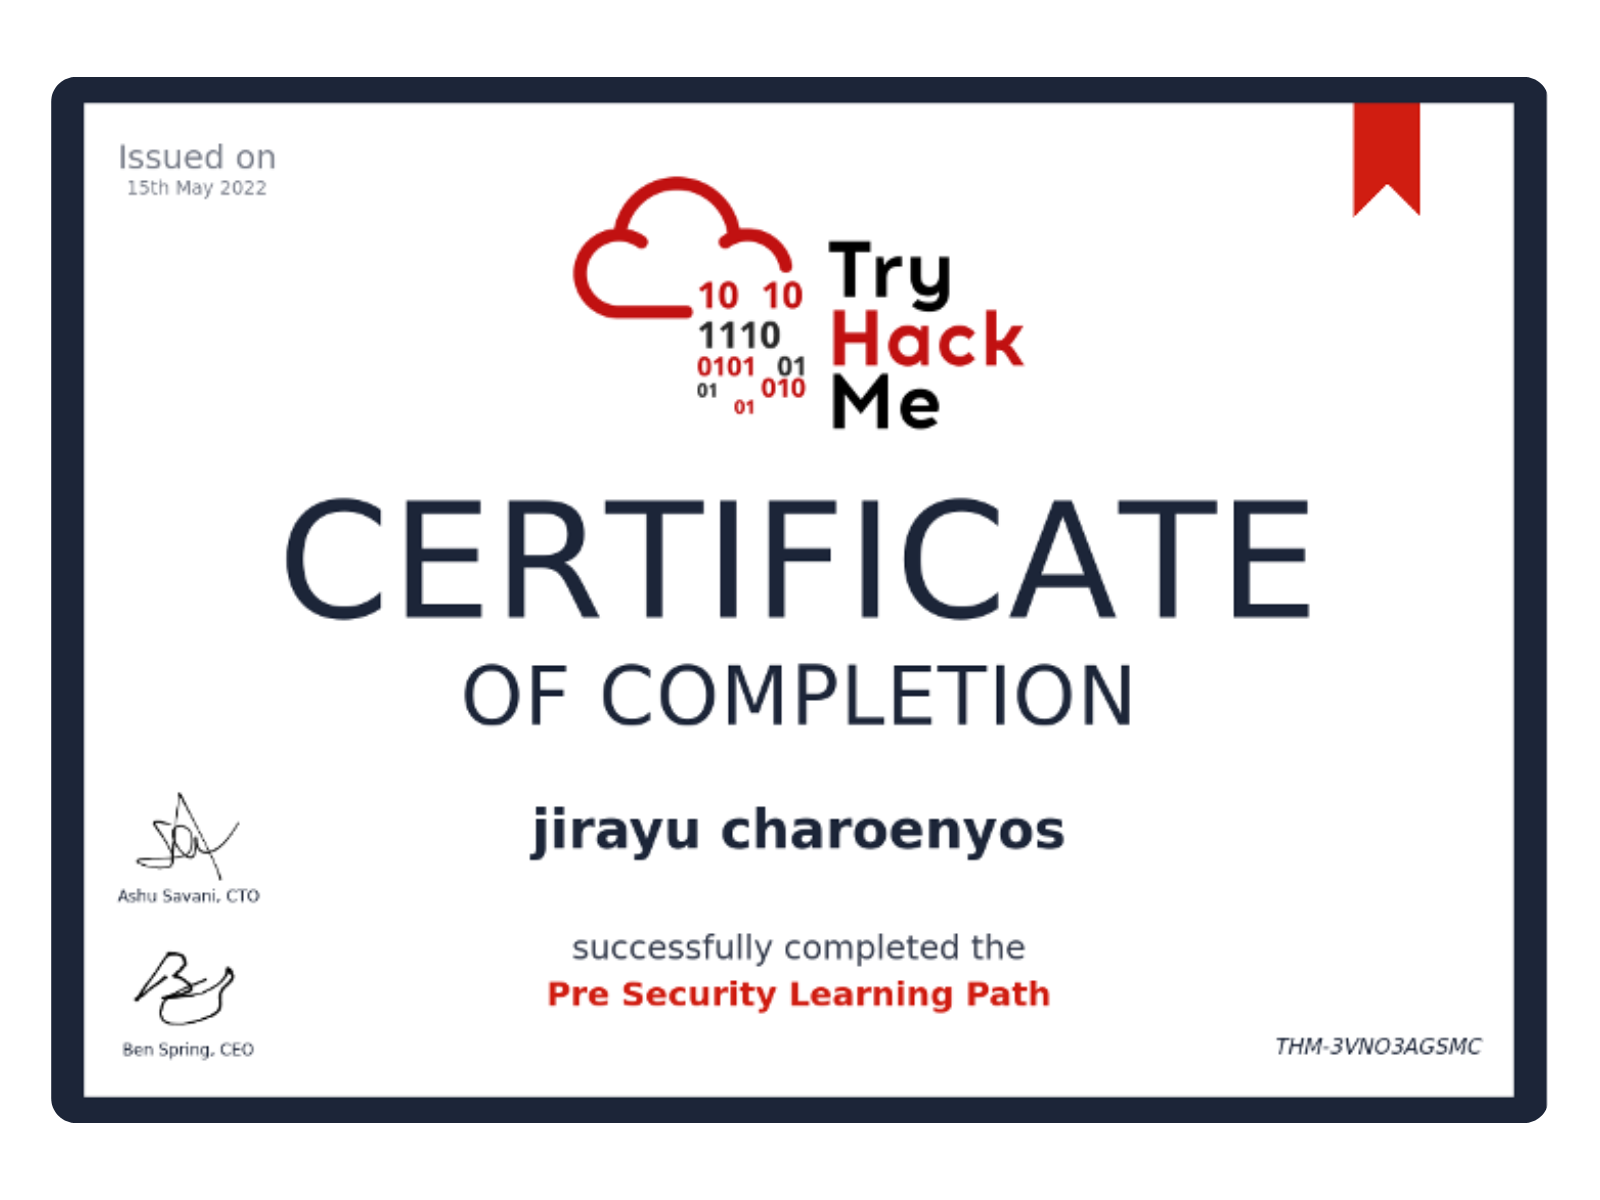 Issued on
15th May 2022
10 10
1110
0101 01
01 010
01
Try
Hack
Me
CERTIFICATE
OF COMPLETION
jirayu charoenyos
Ashu Savani, CTO
successfully completed the
Pre Security Learning Path
Ben Spring, CEO
THM-3VNO3AGSMC